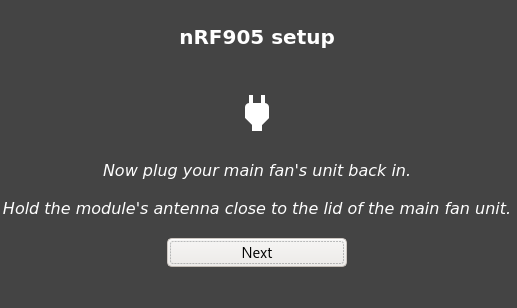 nRF905 setup
Now plug your main fan's unit back in.
Hold the module's antenna close to the lid of the main fan unit.
Next